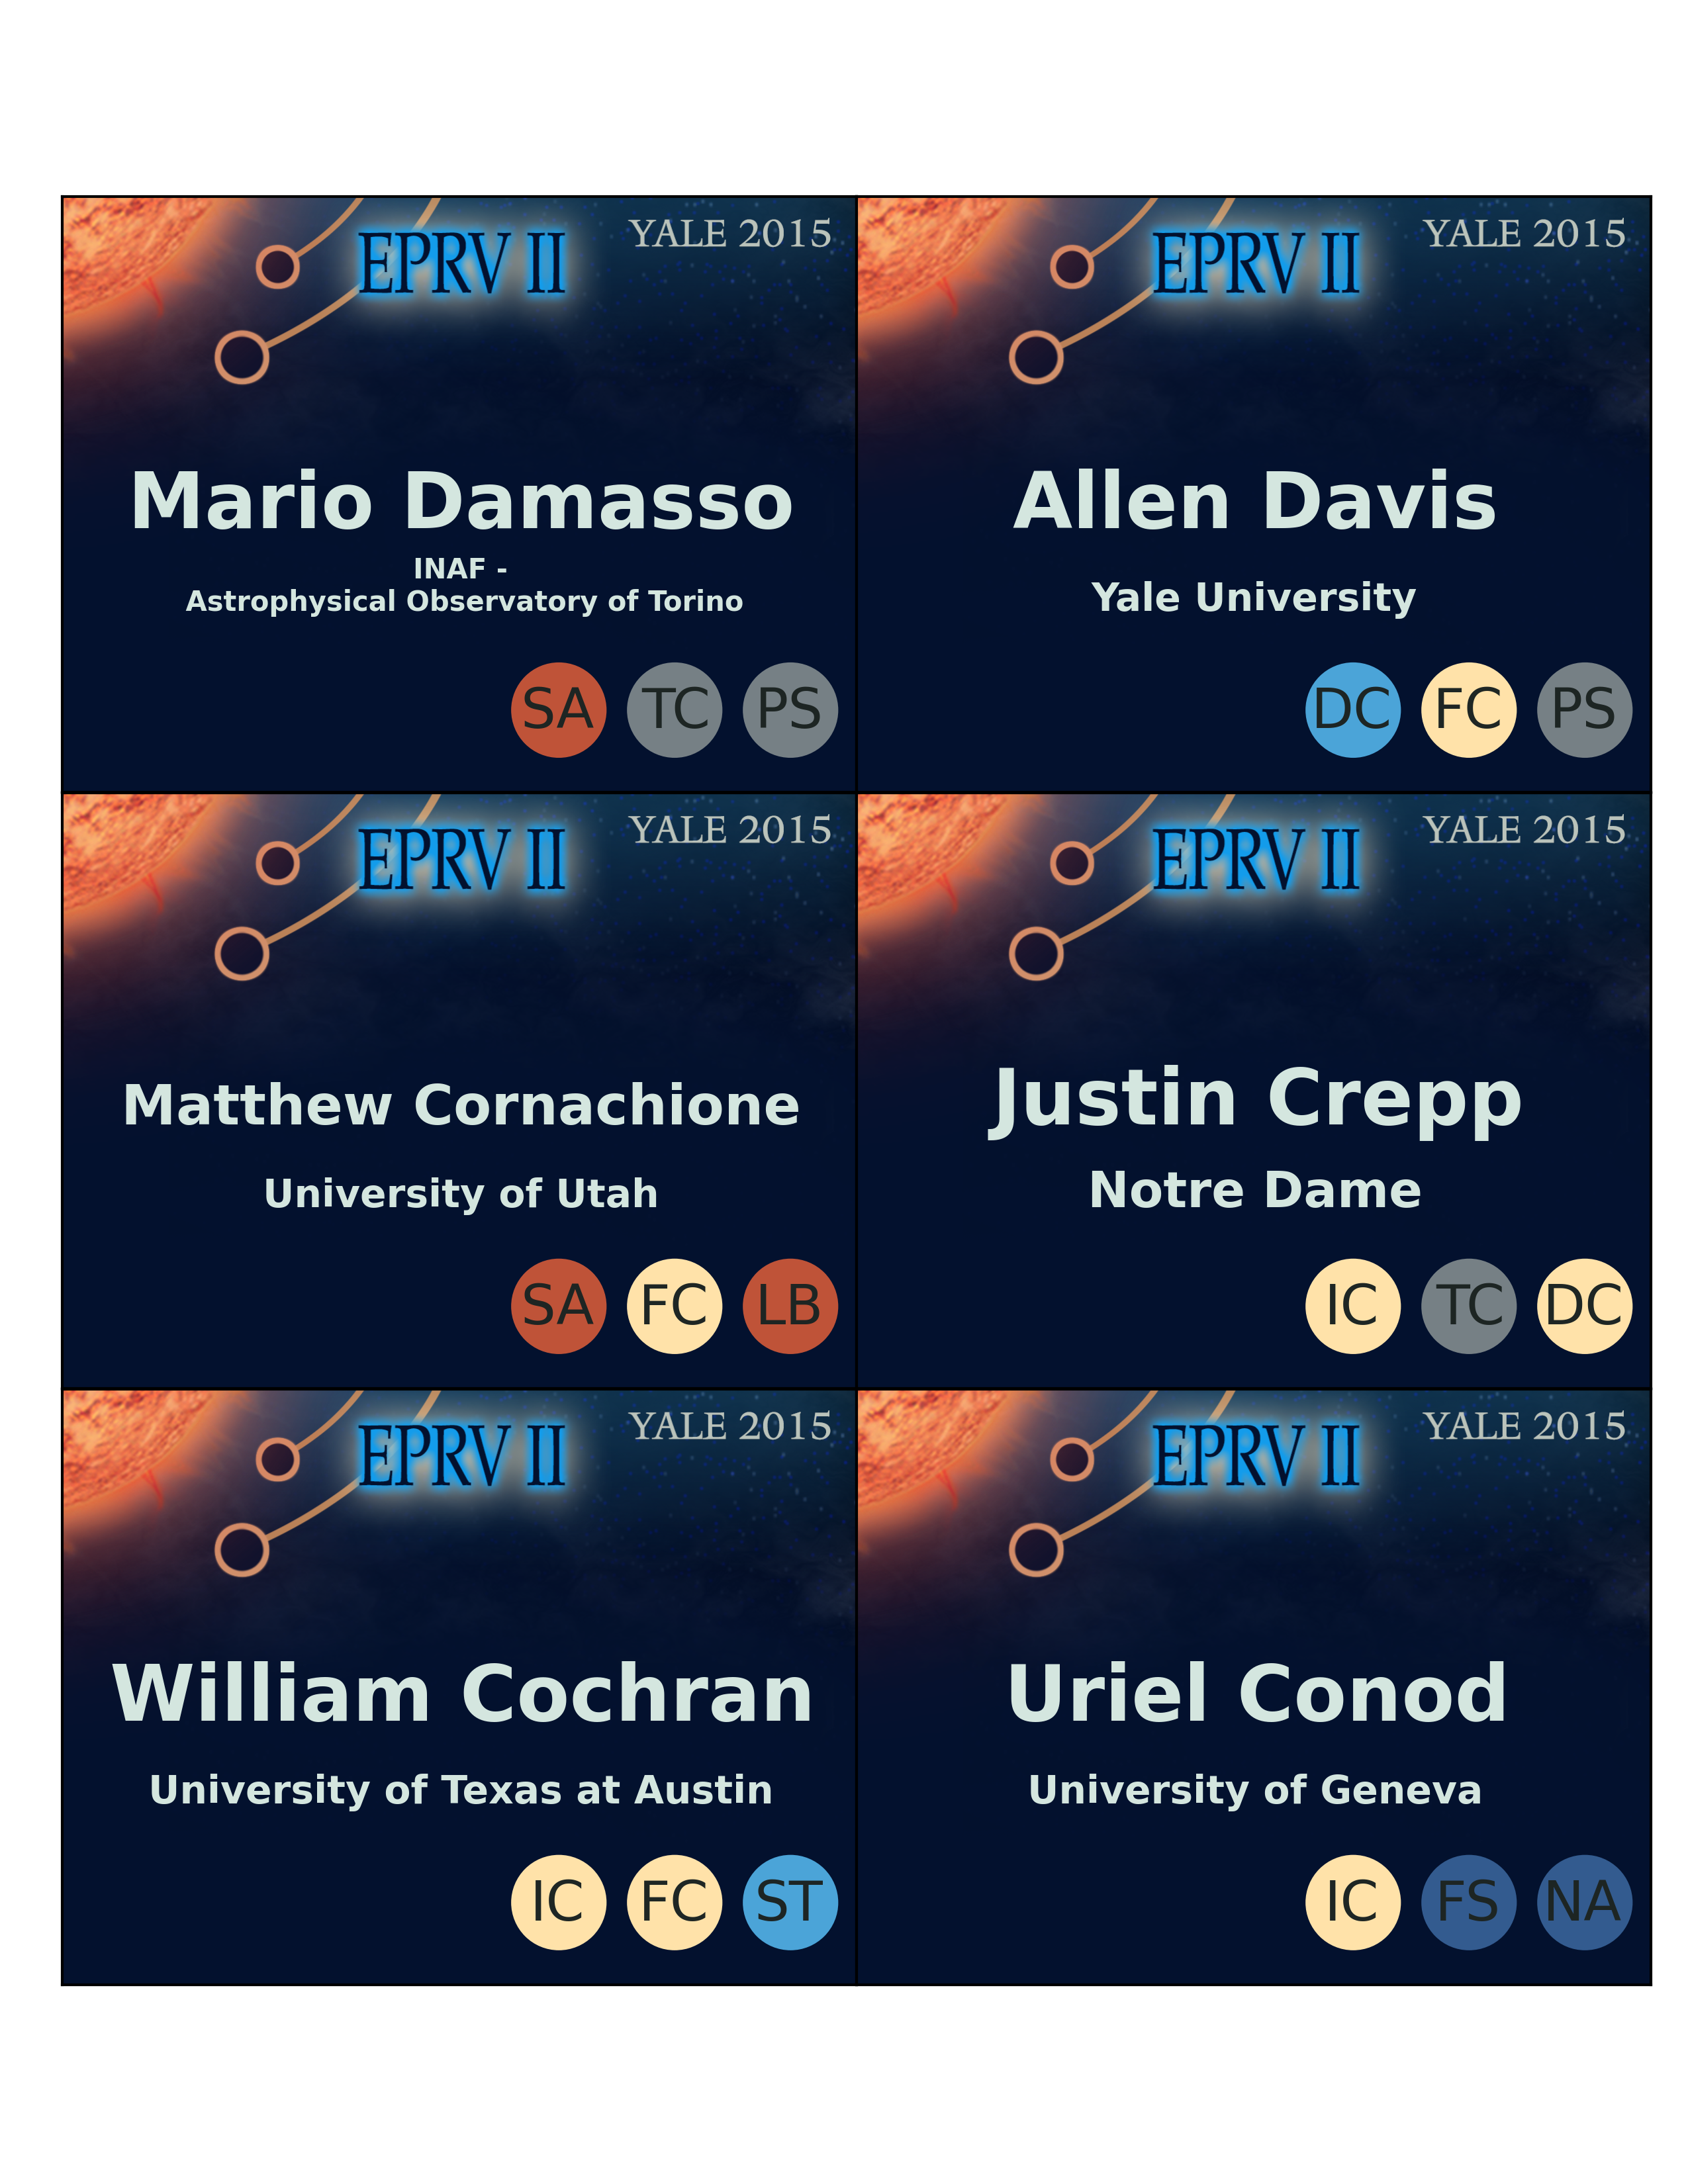 EPRV II
YALE 2015
Mario Damasso
INAF -
Astrophysical Observatory of Torino
SA TC PS
EPRV II
YALE 2015
Allen Davis
Yale University
DC FC PS
EPRV II
YALE 2015
Matthew Cornachione
University of Utah
SA FC LB
EPRV II
YALE 2015
Justin Crepp
Notre Dame
IC TC DC
EPRV II
YALE 2015
William Cochran
University of Texas at Austin
IC FC ST
EPRV II
YALE 2015
Uriel Conod
University of Geneva
IC FS NA